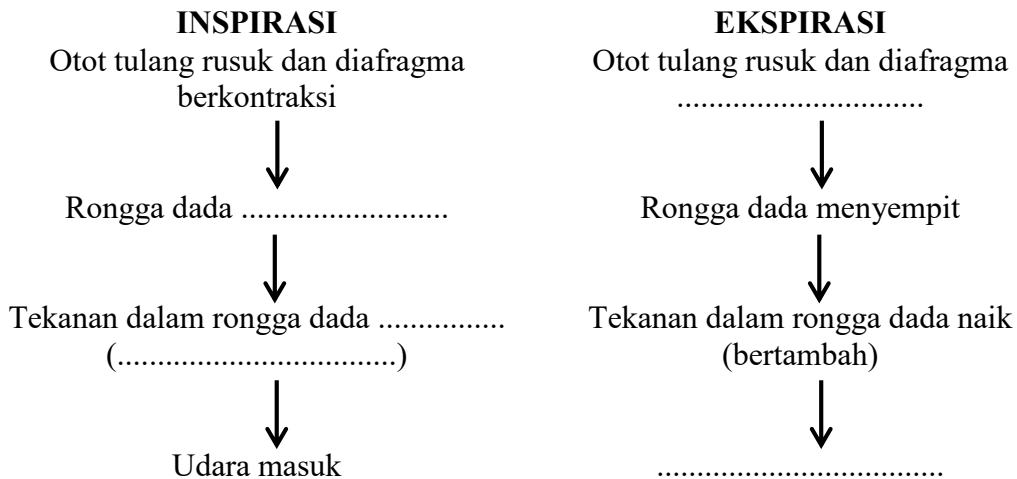 INSPIRASI
Otot tulang rusuk dan diafragma
berkontraksi
Rongga dada ..........................
Tekanan dalam rongga dada ................
(...................................)
Udara masuk
EKSPIRASI
Otot tulang rusuk dan diafragma
...............................
Rongga dada menyempit
Tekanan dalam rongga dada naik
(bertambah)
....................................